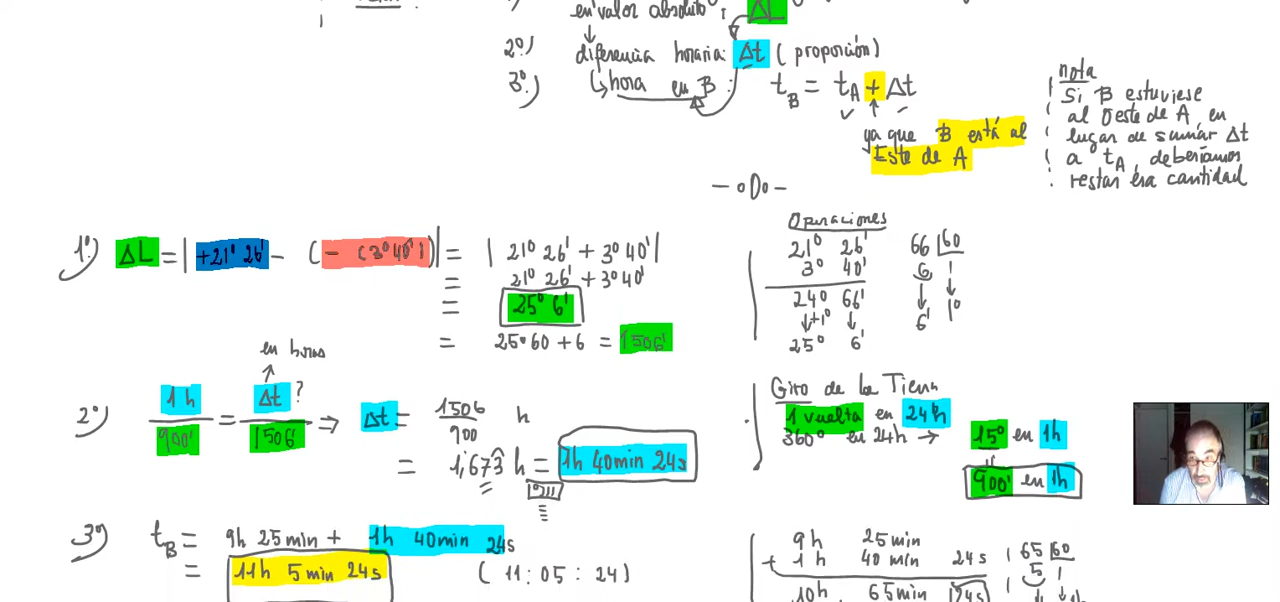 en valor absoluto : ΔL
2º) diferencia horaria: Δt (proporción)
3º) hora en B : t_B = t_A + Δt
ya que B está al
Este de A
nota
Si B estuviese
al Oeste de A, en
lugar de sumar Δt
a t_A, deberíamos
restar esa cantidad
—oOo—
1º) ΔL = | +21º 26' - (- (3º 40')) | = | 21º 26' + 3º 40' |
= 21º 26' + 3º 40'
= 25º 6'
= 25·60 + 6 = 1506'
Operaciones
21º 26'
3º 40'
24º 66'
↓+1º ↓
25º 6'
66 | 60
6 1
↓ ↓
6' 1º
en horas
↑
2º) 1h / 900' = Δt ? / 1506' ⇒ Δt = 1506 / 900 h
= 1,673 h = 1h 40min 24s
Giro de la Tierra
1 vuelta en 24h
360º en 24h → 15º en 1h
900' en 1h
3º) t_B = 9h 25min + 1h 40min 24s
= 11h 5min 24s (11:05:24)
9h 25min
+ 1h 40min 24s
10h 65min 24s
65 | 60
5 1